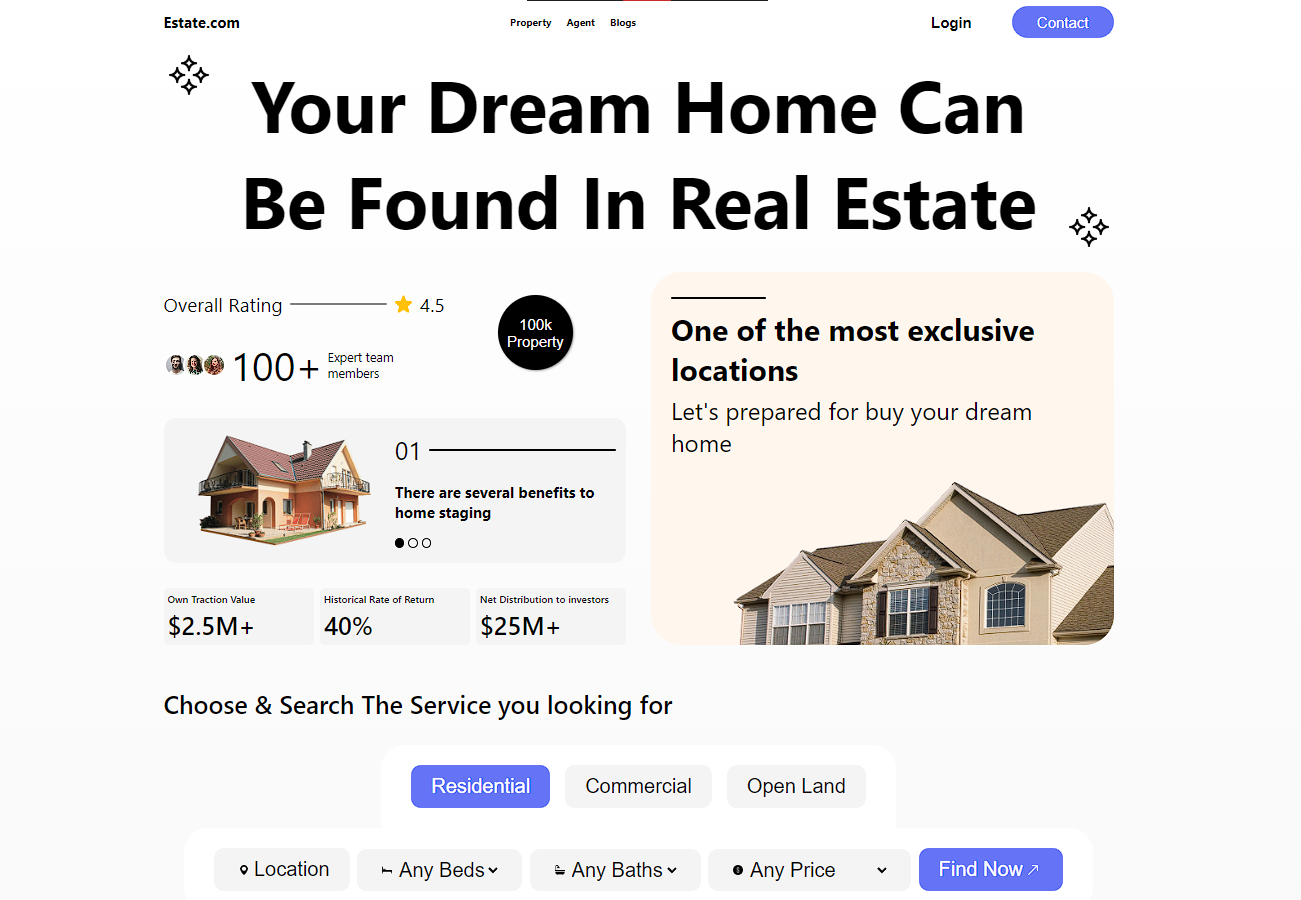 Estate.com
Property Agent Blogs
Login
Contact
Your Dream Home Can
Be Found In Real Estate
Overall Rating
4.5
100k
Property
100+
Expert team
members
One of the most exclusive
locations
Let's prepared for buy your dream
home
01
There are several benefits to
home staging
Own Traction Value
$2.5M+
Historical Rate of Return
40%
Net Distribution to investors
$25M+
Choose & Search The Service you looking for
Residential
Commercial
Open Land
Location
Any Beds
Any Baths
Any Price
Find Now